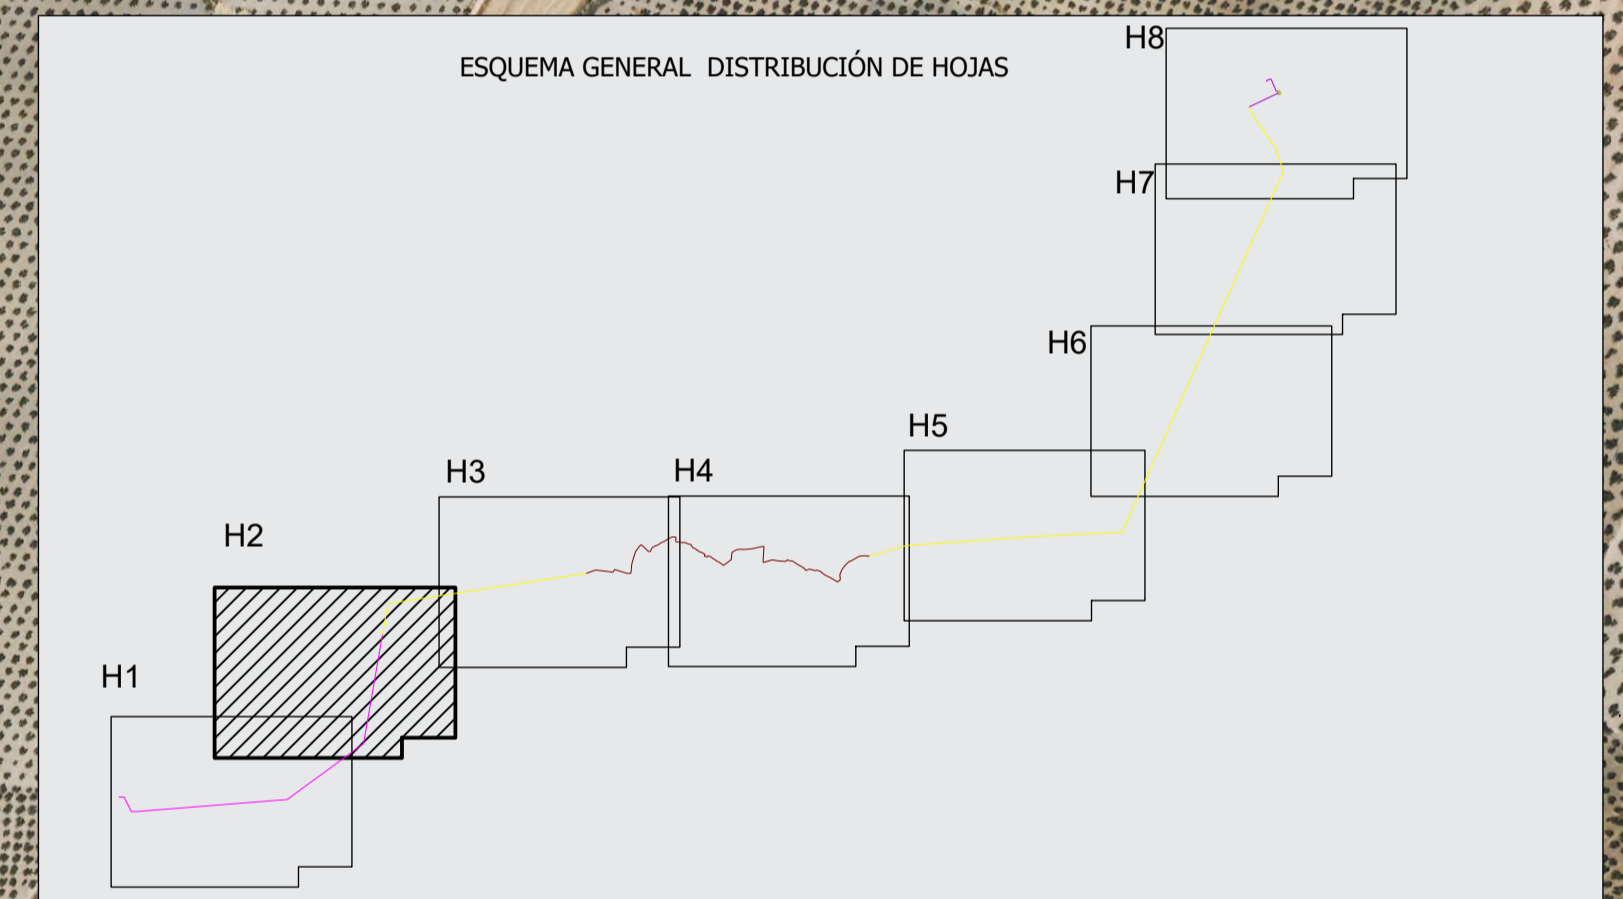 ESQUEMA GENERAL DISTRIBUCIÓN DE HOJAS
H8
H7
H6
H5
H3
H4
H2
H1